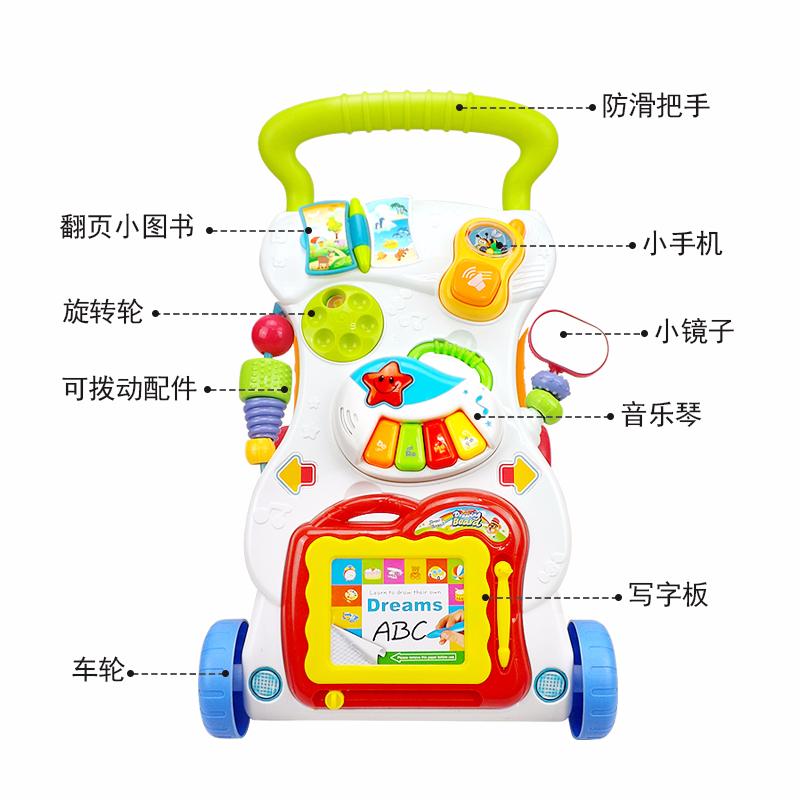 防滑把手
翻页小图书
小手机
旋转轮
小镜子
可拨动配件
音乐琴
Drawing
Board
Learn to draw their own
Dreams
ABC
写字板
车轮